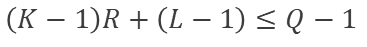 (K − 1)R + (L − 1) ≤ Q − 1